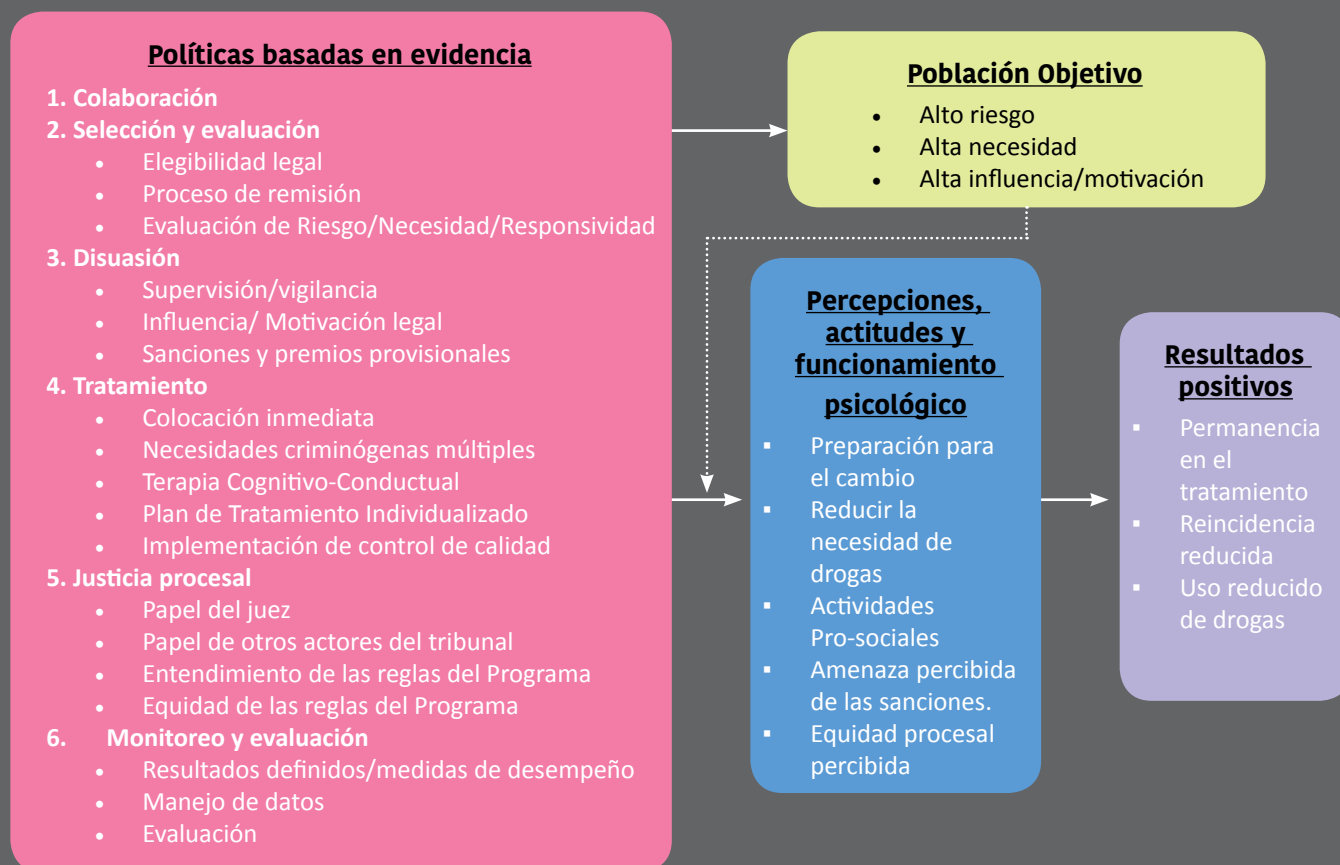 Políticas basadas en evidencia
1. Colaboración
2. Selección y evaluación
• Elegibilidad legal
• Proceso de remisión
• Evaluación de Riesgo/Necesidad/Responsividad
3. Disuasión
• Supervisión/vigilancia
• Influencia/ Motivación legal
• Sanciones y premios provisionales
4. Tratamiento
• Colocación inmediata
• Necesidades criminógenas múltiples
• Terapia Cognitivo-Conductual
• Plan de Tratamiento Individualizado
• Implementación de control de calidad
5. Justicia procesal
• Papel del juez
• Papel de otros actores del tribunal
• Entendimiento de las reglas del Programa
• Equidad de las reglas del Programa
6. Monitoreo y evaluación
• Resultados definidos/medidas de desempeño
• Manejo de datos
• Evaluación
Población Objetivo
• Alto riesgo
• Alta necesidad
• Alta influencia/motivación
Percepciones,
actitudes y
funcionamiento
psicológico
▪ Preparación para
el cambio
▪ Reducir la
necesidad de
drogas
▪ Actividades
Pro-sociales
▪ Amenaza percibida
de las sanciones.
▪ Equidad procesal
percibida
Resultados
positivos
▪ Permanencia
en el
tratamiento
▪ Reincidencia
reducida
▪ Uso reducido
de drogas